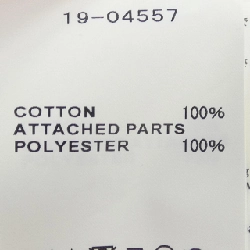 19-04557
COTTON 100%
ATTACHED PARTS
POLYESTER 100%